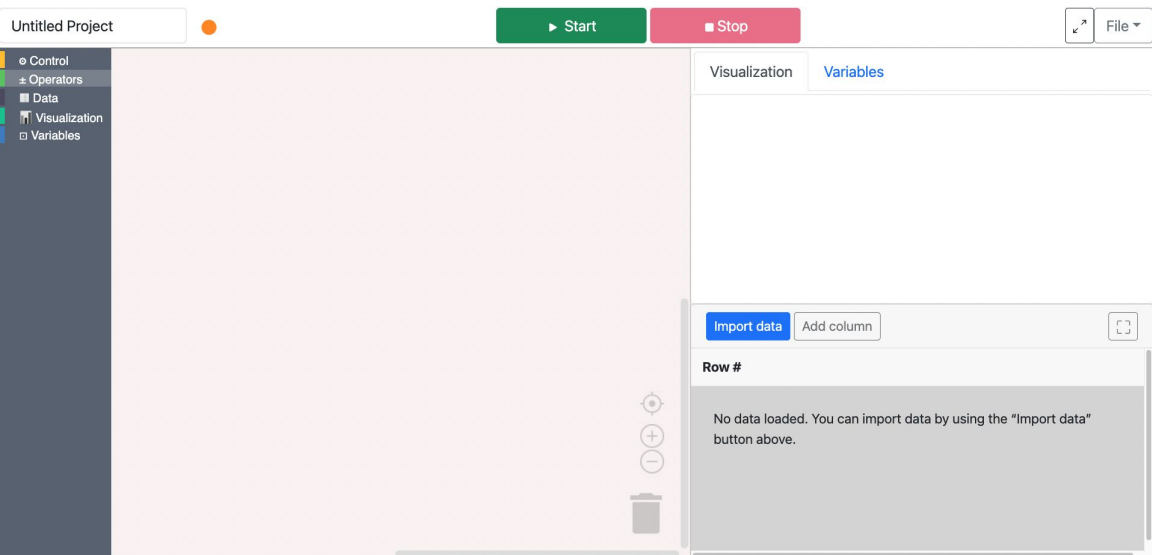 Untitled Project
Start
Stop
File
Control
Operators
Data
Visualization
Variables
Visualization
Variables
Import data
Add column
Row #
No data loaded. You can import data by using the “Import data”
button above.